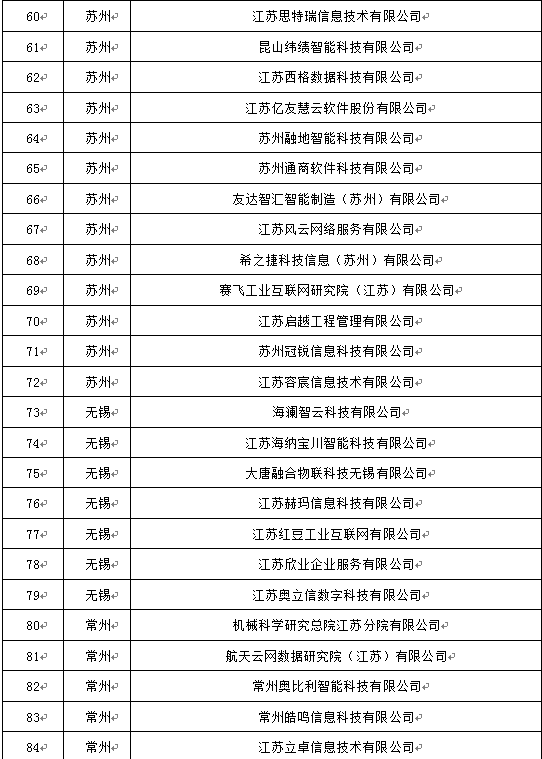 60 苏州 江苏思特瑞信息技术有限公司
61 苏州 昆山纬绩智能科技有限公司
62 苏州 江苏西格数据科技有限公司
63 苏州 江苏亿友慧云软件股份有限公司
64 苏州 苏州融地智能科技有限公司
65 苏州 苏州通商软件科技有限公司
66 苏州 友达智汇智能制造（苏州）有限公司
67 苏州 江苏风云网络服务有限公司
68 苏州 希之捷科技信息（苏州）有限公司
69 苏州 赛飞工业互联网研究院（江苏）有限公司
70 苏州 江苏启越工程管理有限公司
71 苏州 苏州冠锐信息科技有限公司
72 苏州 江苏容宸信息技术有限公司
73 无锡 海澜智云科技有限公司
74 无锡 江苏海纳宝川智能科技有限公司
75 无锡 大唐融合物联科技无锡有限公司
76 无锡 江苏赫玛信息科技有限公司
77 无锡 江苏红豆工业互联网有限公司
78 无锡 江苏欣业企业服务有限公司
79 无锡 江苏奥立信数字科技有限公司
80 常州 机械科学研究总院江苏分院有限公司
81 常州 航天云网数据研究院（江苏）有限公司
82 常州 常州奥比利智能科技有限公司
83 常州 常州皓鸣信息科技有限公司
84 常州 江苏立卓信息技术有限公司